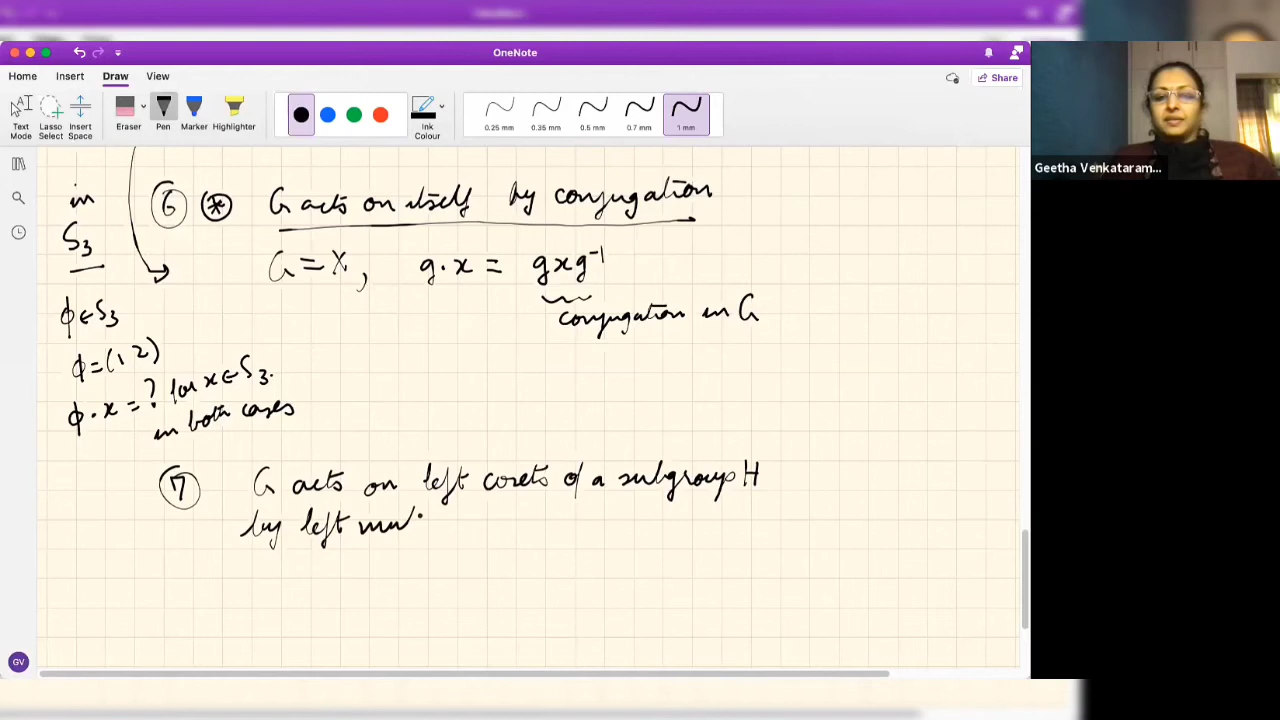 OneNote
Home Insert Draw View
Share
Text Mode
Lasso Select
Insert Space
Eraser
Pen
Marker
Highlighter
Ink Colour
0.25 mm
0.35 mm
0.5 mm
0.7 mm
1 mm
Geetha Venkataram...
in
S3
⑥ ⊛ G acts on itself by conjugation
G = X, g·x = gxg⁻¹
conjugation in G
φ∈S3
φ=(1 2)
φ·x = ? for x∈S3.
in both cases
⑦ G acts on left cosets of a subgroup H
by left mu
GV